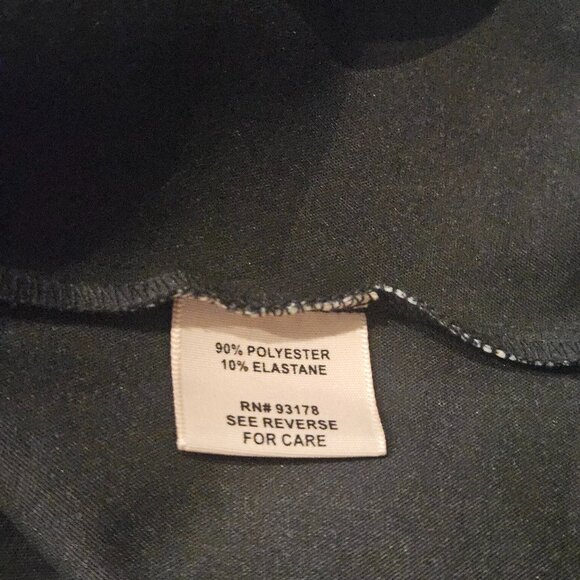 90% POLYESTER
10% ELASTANE
RN# 93178
SEE REVERSE
FOR CARE